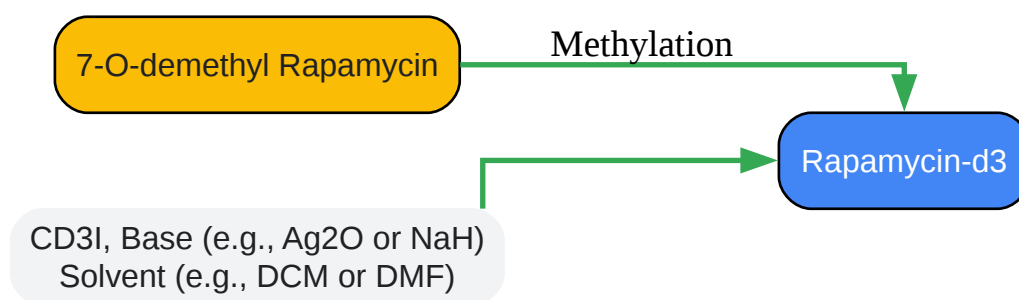 7-O-demethyl Rapamycin
Methylation
Rapamycin-d3
CD3I, Base (e.g., Ag2O or NaH)
Solvent (e.g., DCM or DMF)